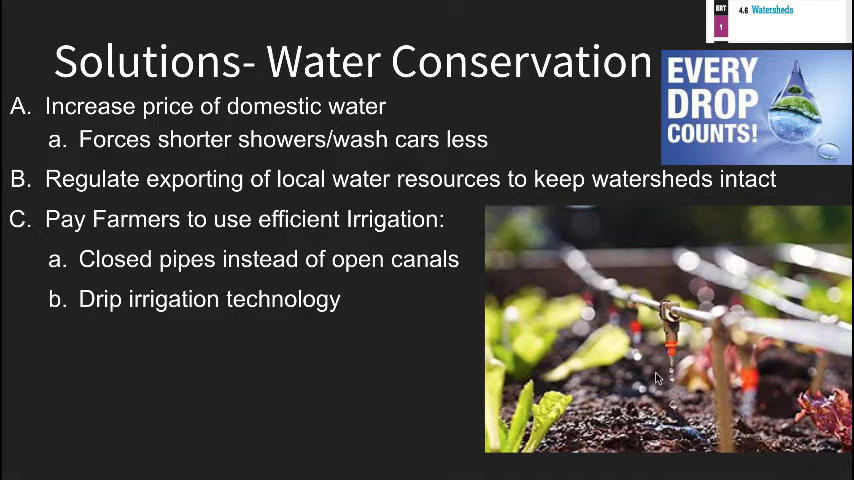 ERT
4.6 Watersheds
1
Solutions- Water Conservation
EVERY
DROP
COUNTS!
A. Increase price of domestic water
a. Forces shorter showers/wash cars less
B. Regulate exporting of local water resources to keep watersheds intact
C. Pay Farmers to use efficient Irrigation:
a. Closed pipes instead of open canals
b. Drip irrigation technology